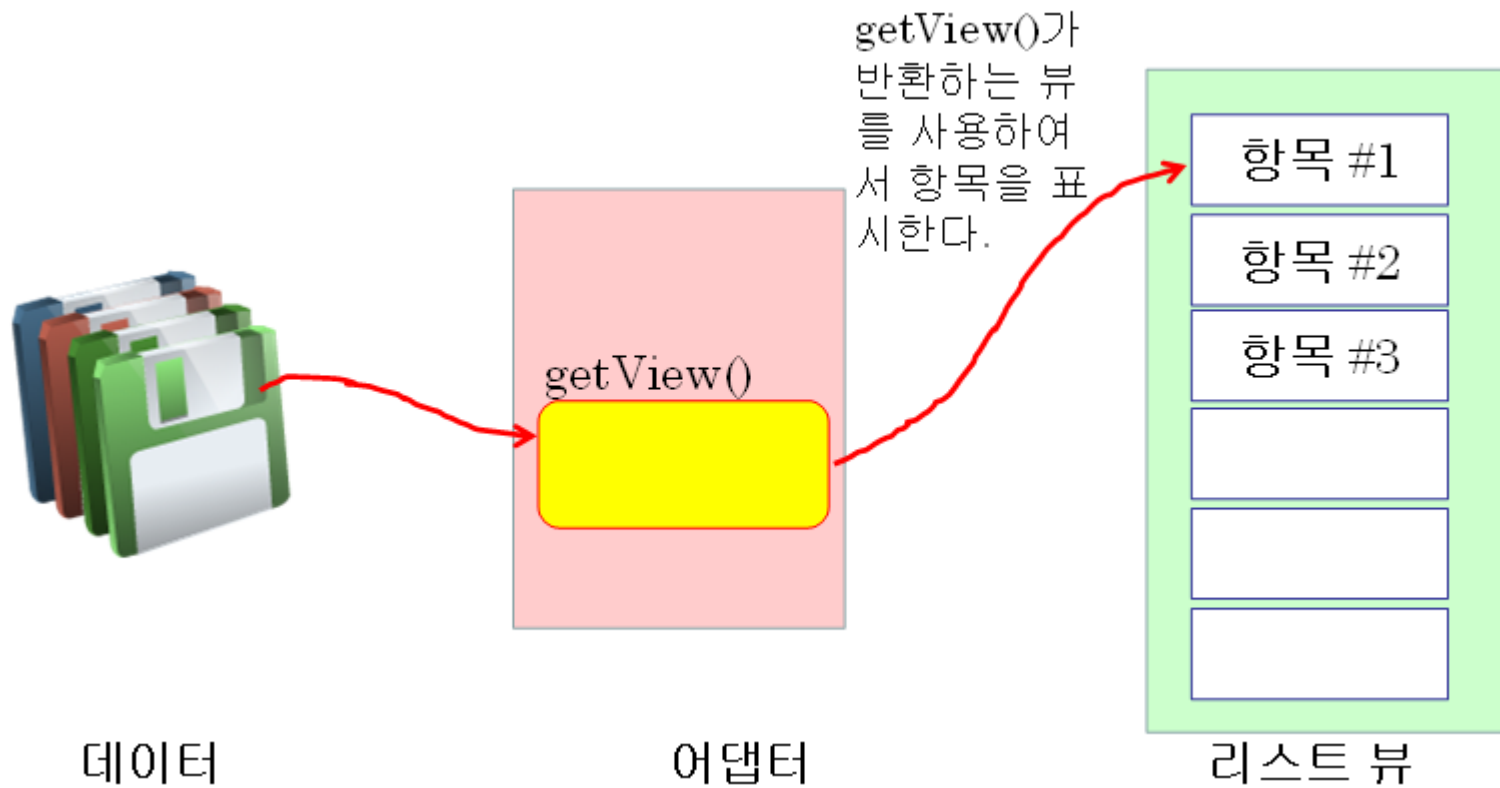 getView()가
반환하는 뷰
를 사용하여
서 항목을 표
시한다.
getView()
항목 #1
항목 #2
항목 #3
데이터
어댑터
리스트 뷰